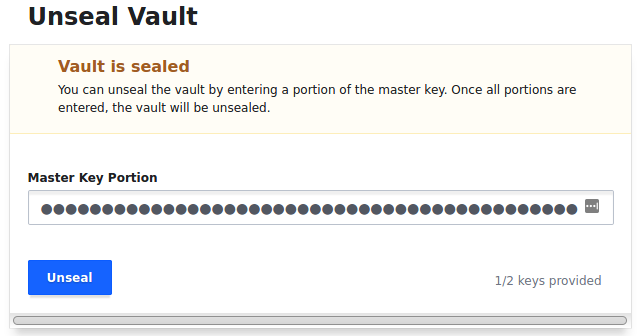 Unseal Vault
Vault is sealed
You can unseal the vault by entering a portion of the master key. Once all portions are
entered, the vault will be unsealed.
Master Key Portion
●●●●●●●●●●●●●●●●●●●●●●●●●●●●●●●●●●●●●●●●●●●●
Unseal
1/2 keys provided